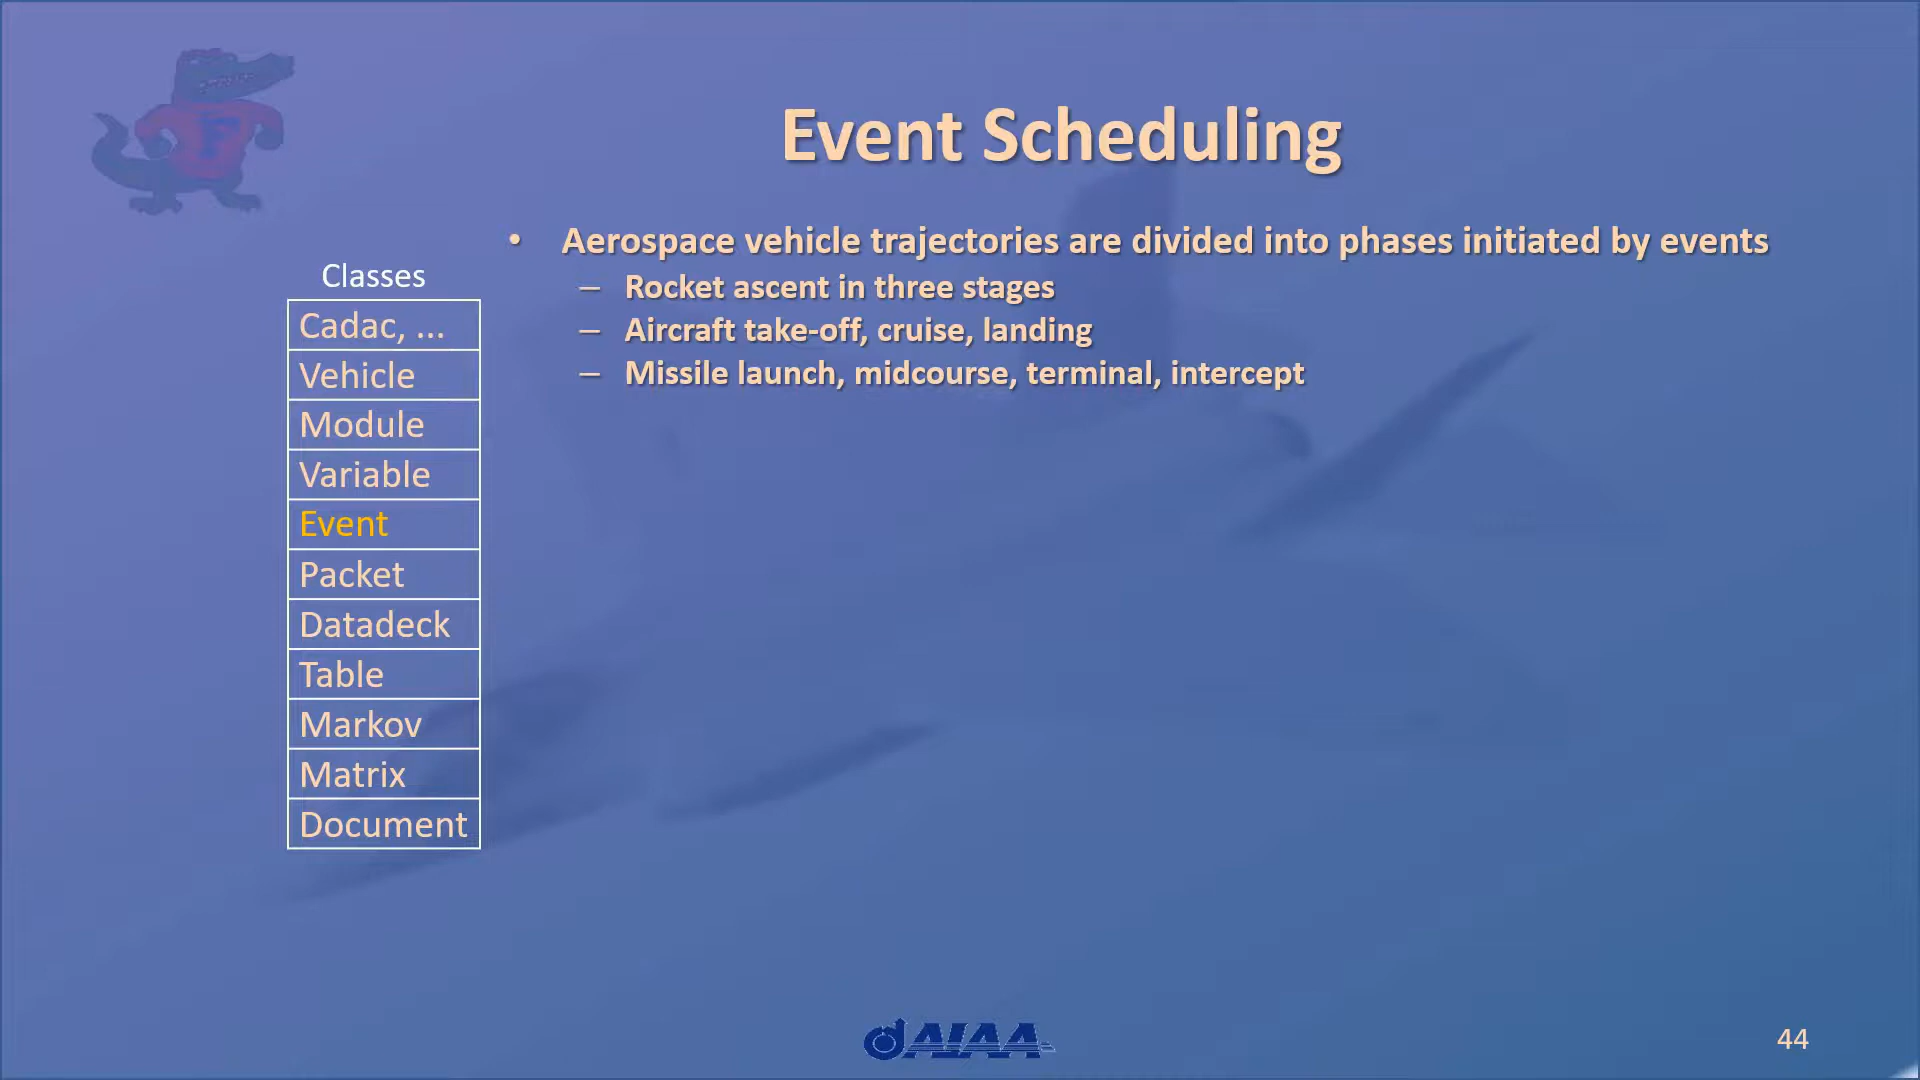 Event Scheduling
• Aerospace vehicle trajectories are divided into phases initiated by events
– Rocket ascent in three stages
– Aircraft take-off, cruise, landing
– Missile launch, midcourse, terminal, intercept
Classes
Cadac, ...
Vehicle
Module
Variable
Event
Packet
Datadeck
Table
Markov
Matrix
Document
F
AIAA
44